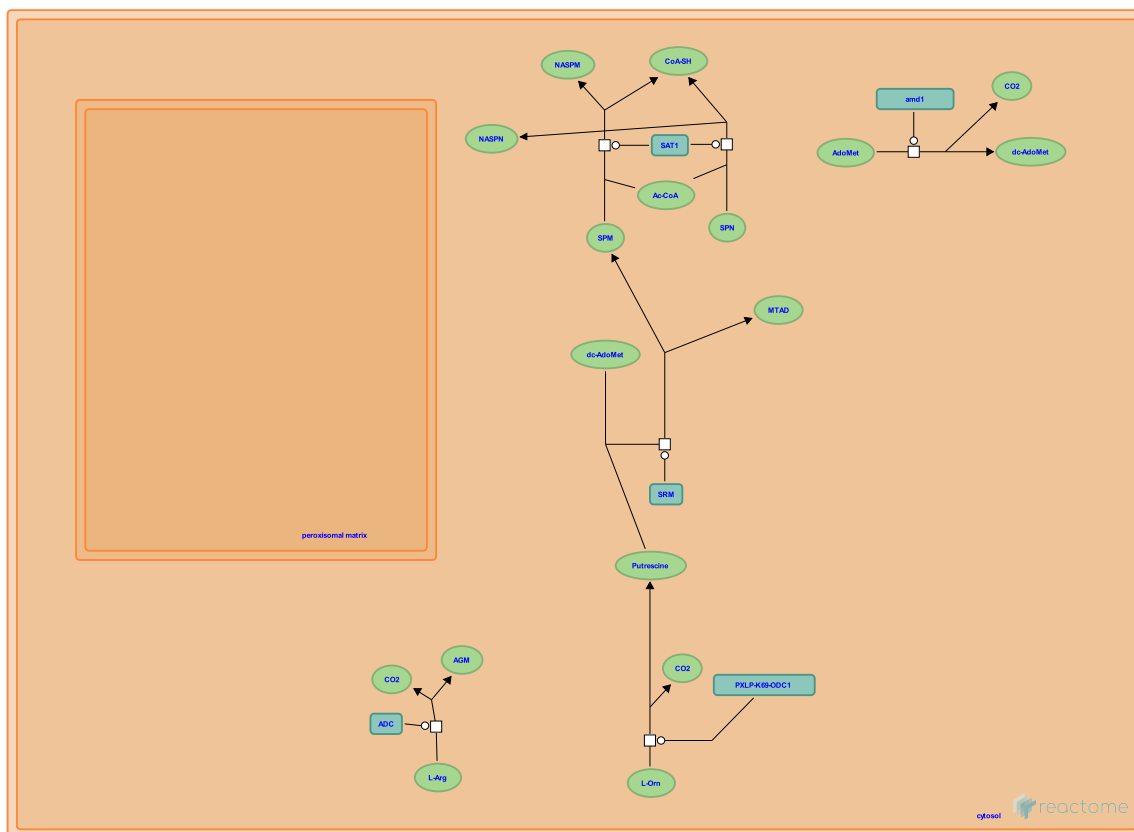 NASPM
CoA-SH
CO2
amd1
NASPN
SAT1
AdoMet
dc-AdoMet
Ac-CoA
SPM
SPN
MTAD
dc-AdoMet
SRM
peroxisomal matrix
Putrescine
AGM
CO2
CO2
PXLP-K69-ODC1
ADC
L-Arg
L-Orn
reactome
cytosol